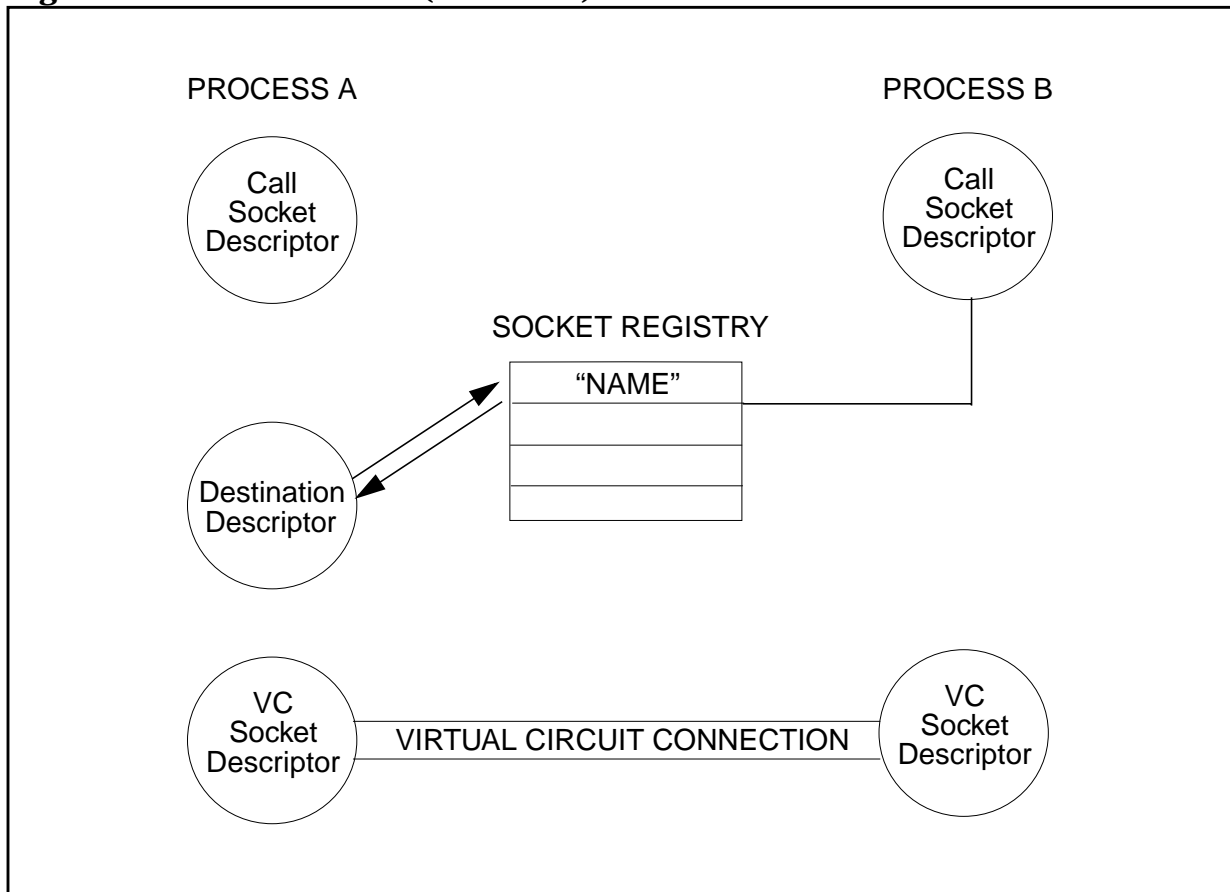 PROCESS A
PROCESS B
Call
Socket
Descriptor
Call
Socket
Descriptor
SOCKET REGISTRY
“NAME”
Destination
Descriptor
VC
Socket
Descriptor
VIRTUAL CIRCUIT CONNECTION
VC
Socket
Descriptor